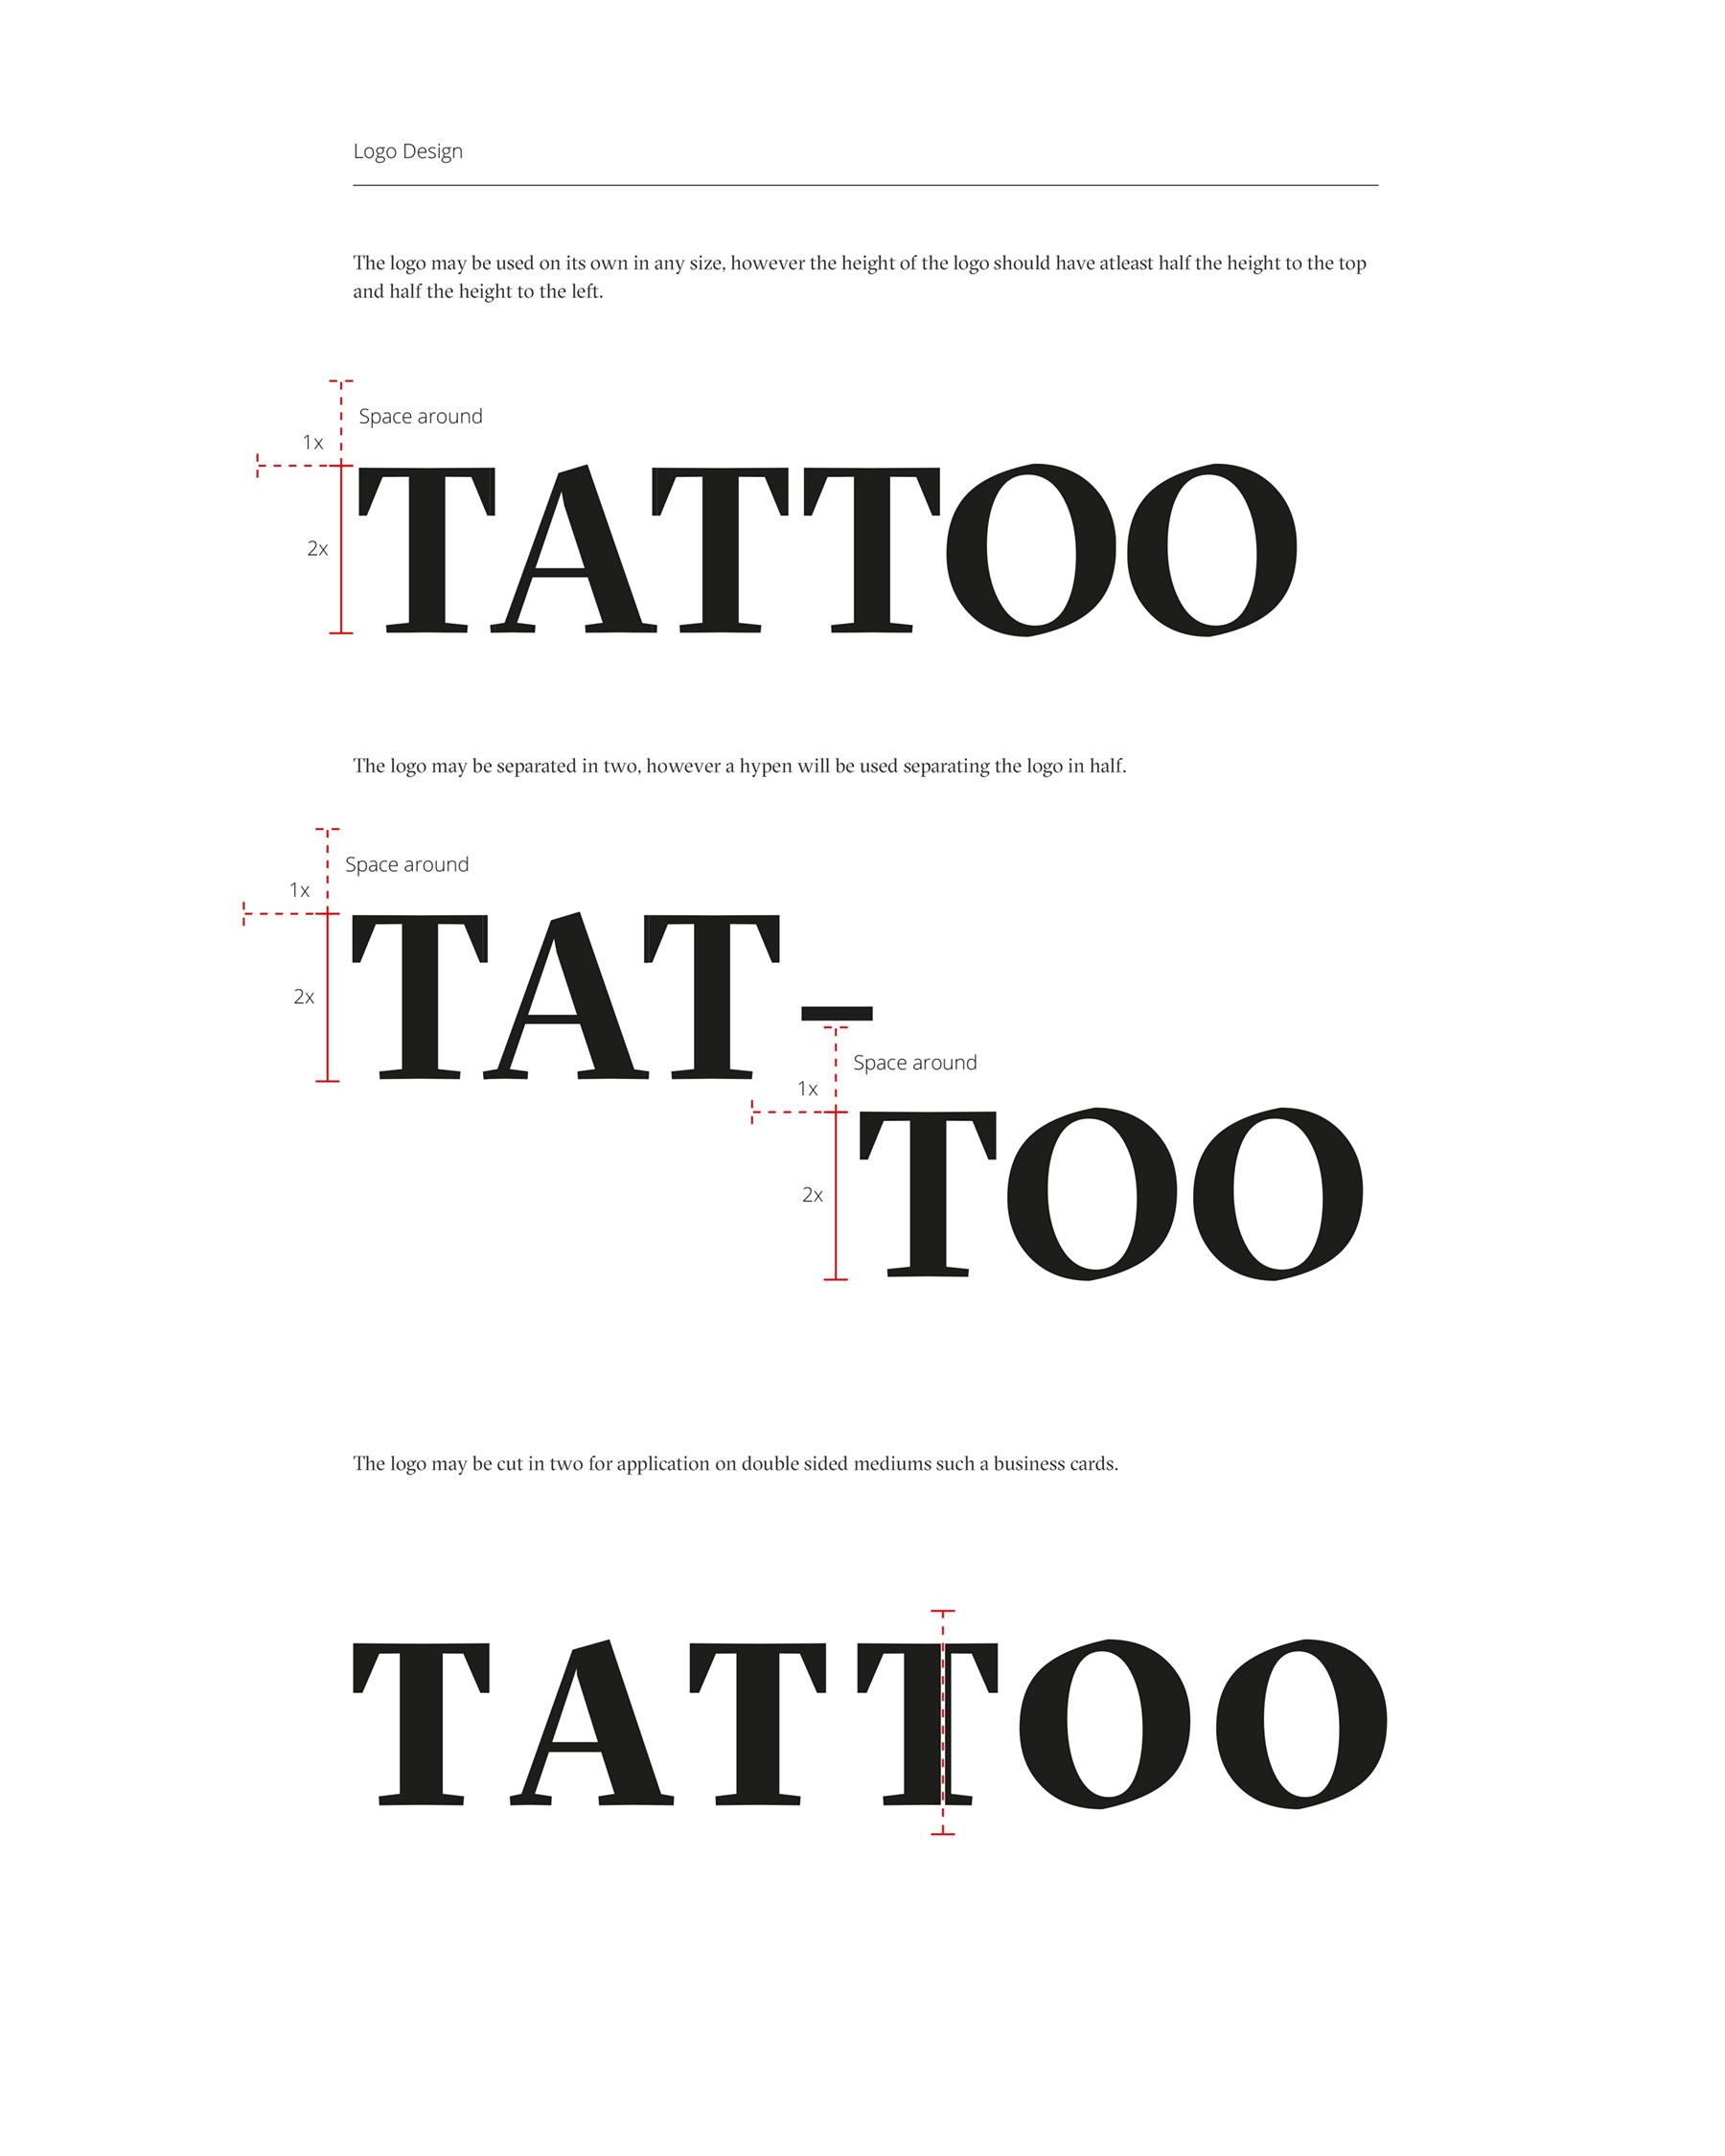 Logo Design
The logo may be used on its own in any size, however the height of the logo should have atleast half the height to the top
and half the height to the left.
Space around
1x
2x
TATTOO
The logo may be separated in two, however a hypen will be used separating the logo in half.
Space around
1x
2x
TAT-
Space around
1x
2x
TOO
The logo may be cut in two for application on double sided mediums such a business cards.
TATTOO